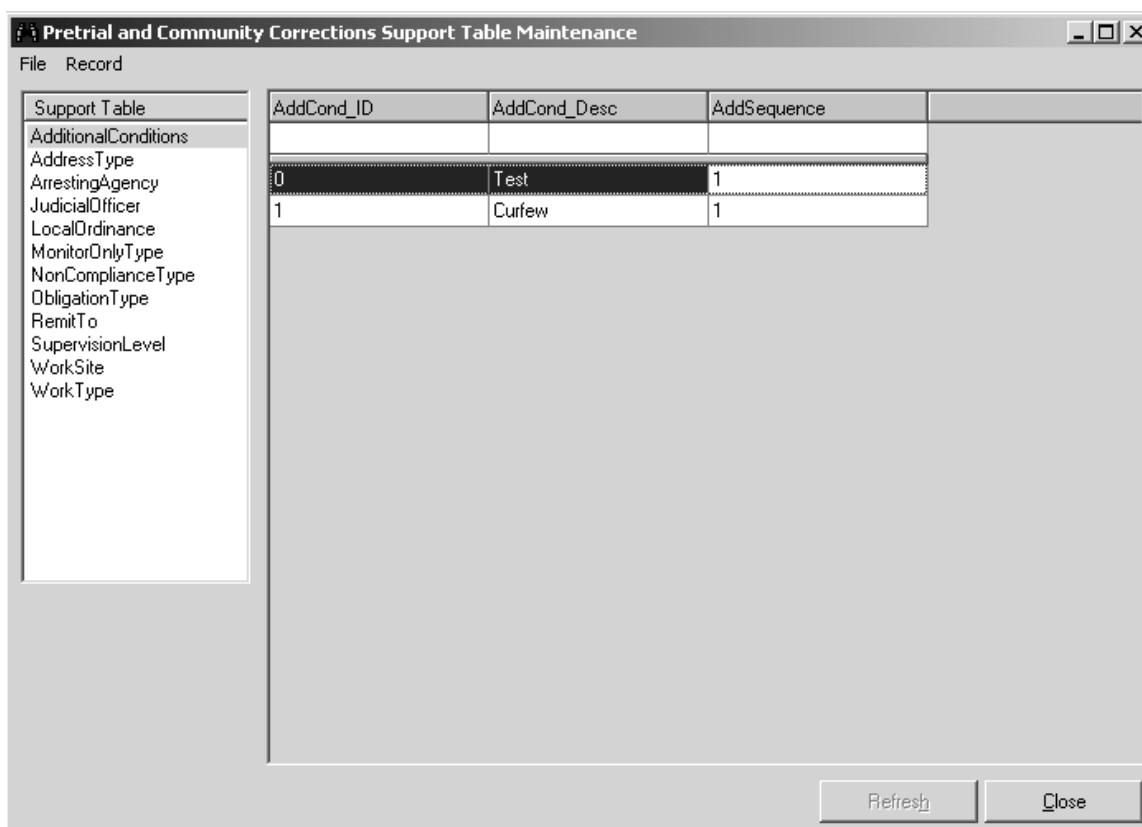 Pretrial and Community Corrections Support Table Maintenance
File Record
Support Table
AdditionalConditions
AddressType
ArrestingAgency
JudicialOfficer
LocalOrdinance
MonitorOnlyType
NonComplianceType
ObligationType
RemitTo
SupervisionLevel
WorkSite
WorkType
AddCond_ID AddCond_Desc AddSequence
0 Test 1
1 Curfew 1
Refresh Close